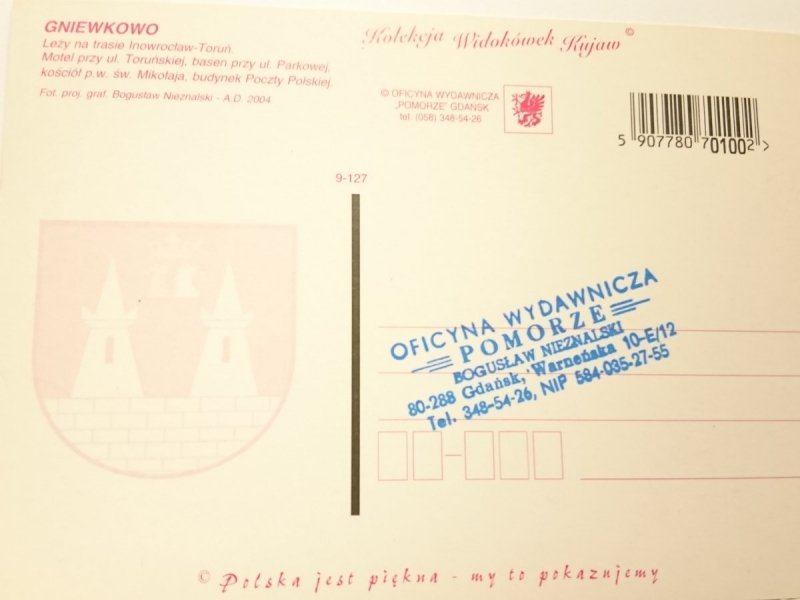 GNIEWKOWO
Leży na trasie Inowrocław-Toruń.
Motel przy ul. Toruńskiej, basen przy ul. Parkowej,
kościół p.w. św. Mikołaja, budynek Poczty Polskiej.
Fot. proj. graf. Bogusław Nieznalski - A.D. 2004
Kolekcja Widokówek Kujaw ©
© OFICYNA WYDAWNICZA
„POMORZE" GDAŃSK
tel. (058) 348-54-26
5 907780 701002 >
9-127
OFICYNA WYDAWNICZA
POMORZE
BOGUSŁAW NIEZNALSKI
80-288 Gdańsk, Warneńska 10-E/12
Tel. 348-54-26, NIP 584-035-27-55
© Polska jest piękna - my to pokazujemy